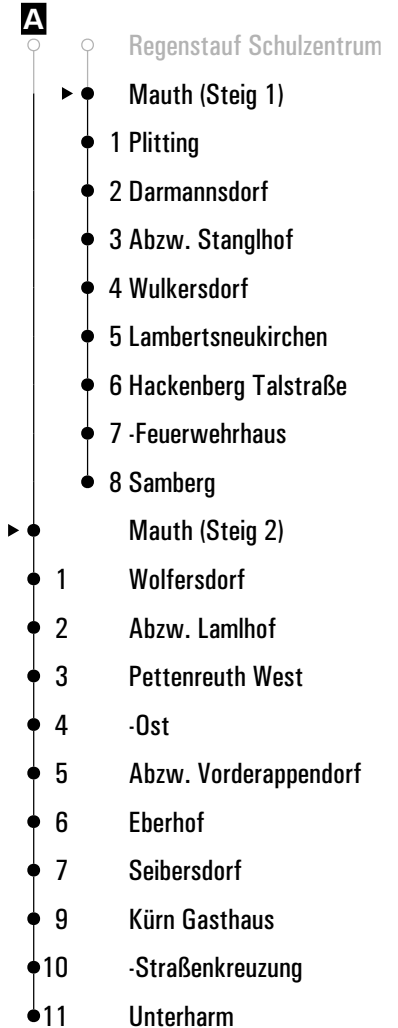 A
Regenstauf Schulzentrum
Mauth (Steig 1)
1 Plitting
2 Darmannsdorf
3 Abzw. Stanglhof
4 Wulkersdorf
5 Lambertsneukirchen
6 Hackenberg Talstraße
7 -Feuerwehrhaus
8 Samberg
Mauth (Steig 2)
1 Wolfersdorf
2 Abzw. Lamlhof
3 Pettenreuth West
4 -Ost
5 Abzw. Vorderappendorf
6 Eberhof
7 Seibersdorf
9 Kürn Gasthaus
10 -Straßenkreuzung
11 Unterharm